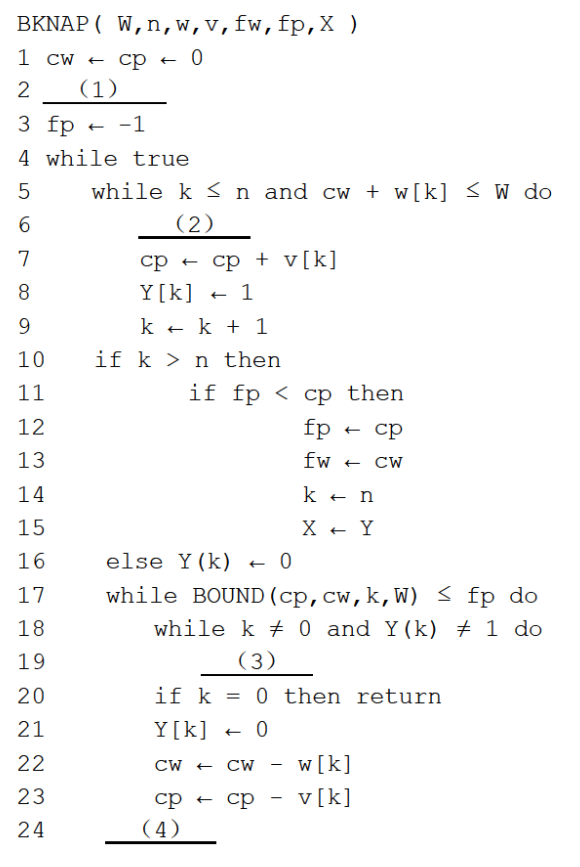 BKNAP( W,n,w,v,fw,fp,X )
1 cw ← cp ← 0
2 (1)
3 fp ← -1
4 while true
5 while k ≤ n and cw + w[k] ≤ W do
6 (2)
7 cp ← cp + v[k]
8 Y[k] ← 1
9 k ← k + 1
10 if k > n then
11 if fp < cp then
12 fp ← cp
13 fw ← cw
14 k ← n
15 X ← Y
16 else Y(k) ← 0
17 while BOUND(cp,cw,k,W) ≤ fp do
18 while k ≠ 0 and Y(k) ≠ 1 do
19 (3)
20 if k = 0 then return
21 Y[k] ← 0
22 cw ← cw - w[k]
23 cp ← cp - v[k]
24 (4)